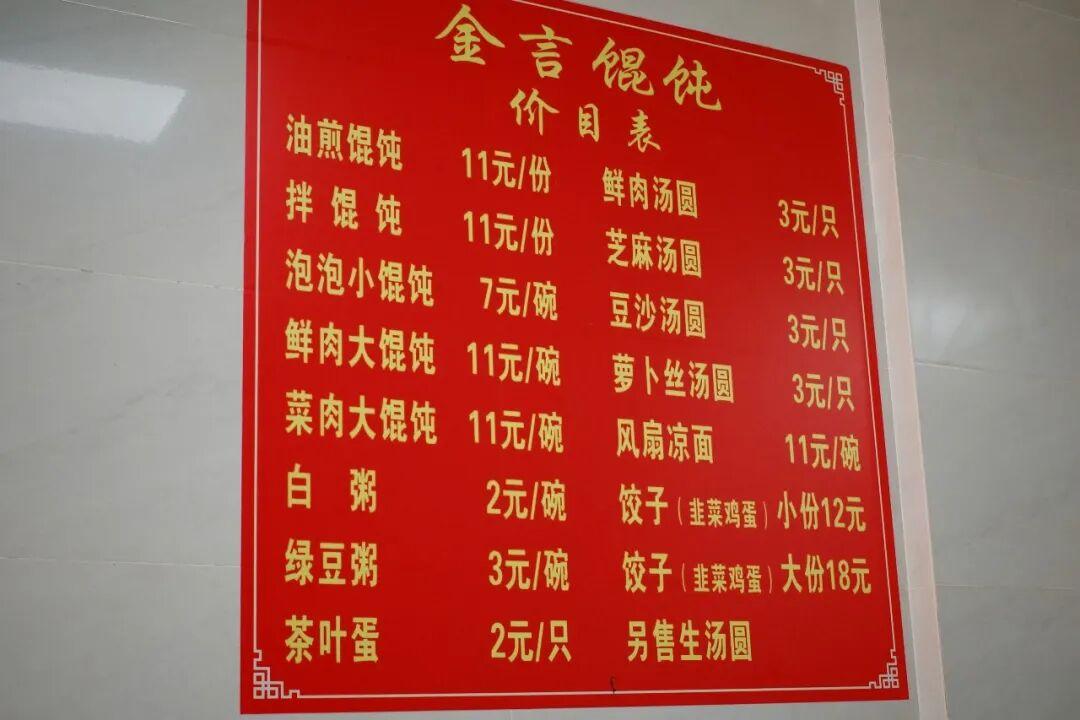 金言馄饨
价目表
油煎馄饨 11元/份
拌馄饨 11元/份
泡泡小馄饨 7元/碗
鲜肉大馄饨 11元/碗
菜肉大馄饨 11元/碗
白粥 2元/碗
绿豆粥 3元/碗
茶叶蛋 2元/只
鲜肉汤圆 3元/只
芝麻汤圆 3元/只
豆沙汤圆 3元/只
萝卜丝汤圆 3元/只
风扇凉面 11元/碗
饺子（韭菜鸡蛋）小份12元
饺子（韭菜鸡蛋）大份18元
另售生汤圆